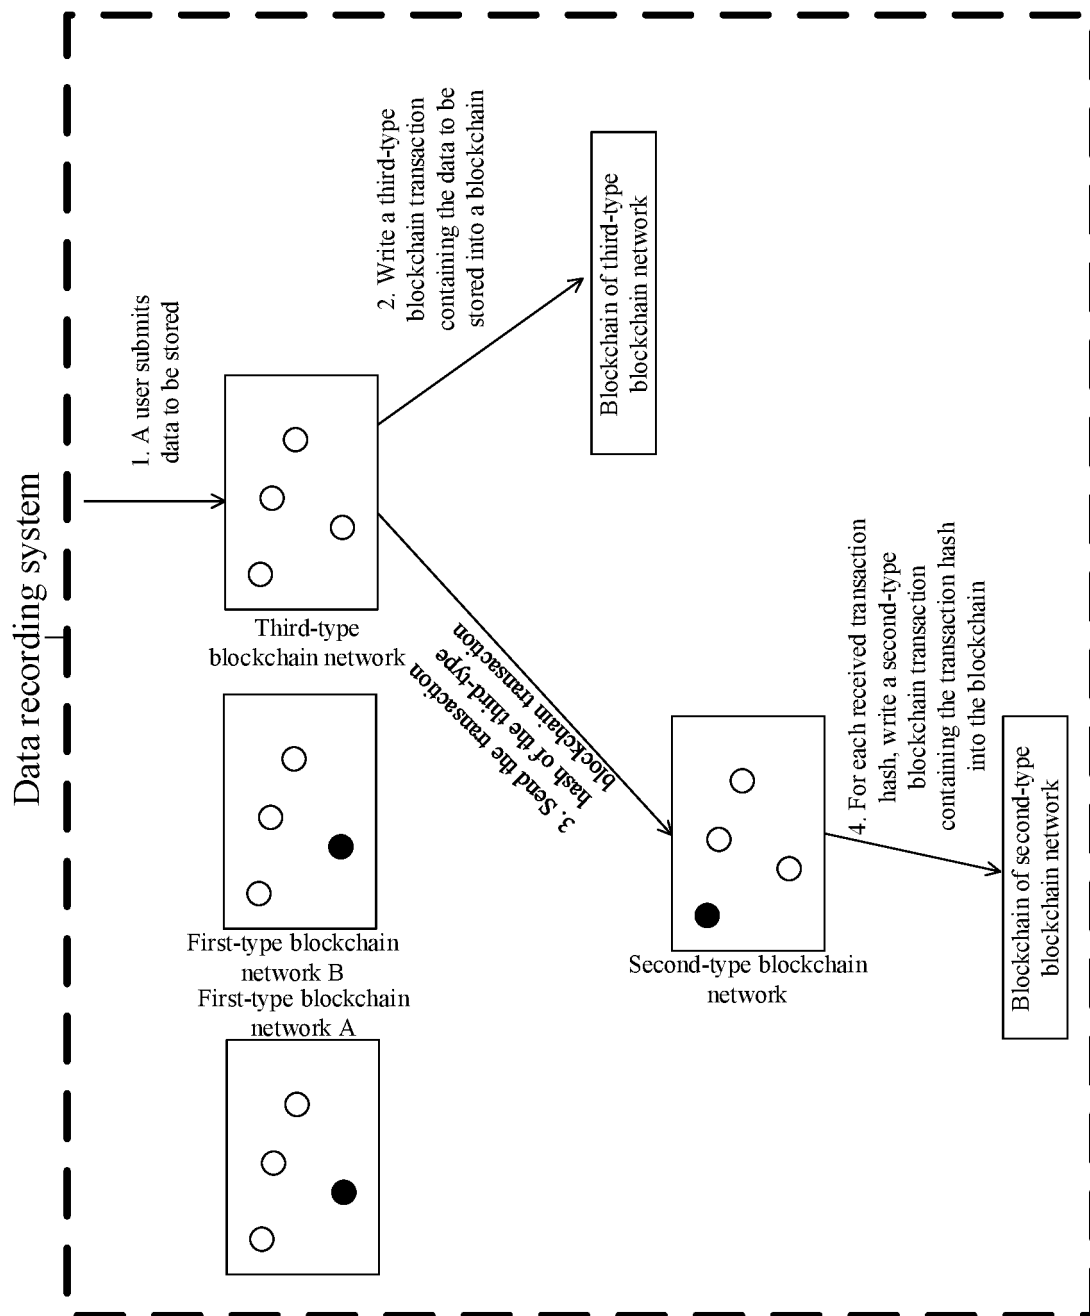 Data recording system
1. A user submits
data to be stored
2. Write a third-type
blockchain transaction
containing the data to be
stored into a blockchain
Blockchain of third-type
blockchain network
Third-type
blockchain network
3. Send the transaction
hash of the third-type
blockchain transaction
First-type blockchain
network B
First-type blockchain
network A
Second-type blockchain
network
4. For each received transaction
hash, write a second-type
blockchain transaction
containing the transaction hash
into the blockchain
Blockchain of second-type
blockchain network